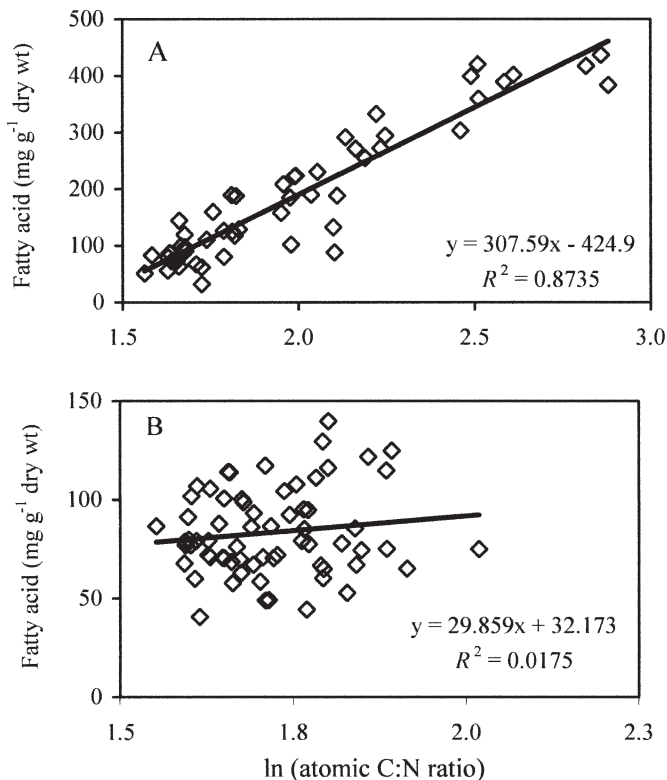 A
Fatty acid (mg g⁻¹ dry wt)
500
400
300
200
100
0
y = 307.59x - 424.9
R² = 0.8735
1.5
2.0
2.5
3.0
B
Fatty acid (mg g⁻¹ dry wt)
150
100
50
0
y = 29.859x + 32.173
R² = 0.0175
1.5
1.8
2.0
2.3
ln (atomic C:N ratio)